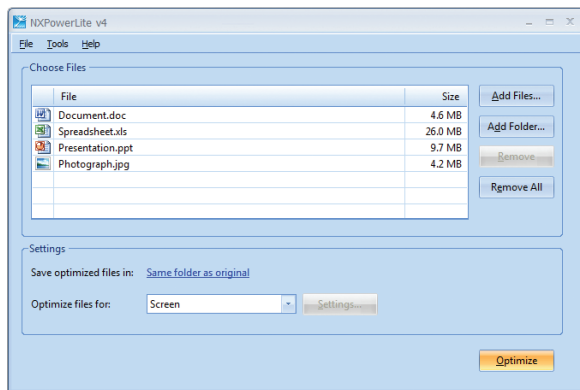 NXPowerLite v4
File Tools Help
Choose Files
File Size
Document.doc 4.6 MB
Spreadsheet.xls 26.0 MB
Presentation.ppt 9.7 MB
Photograph.jpg 4.2 MB
Add Files...
Add Folder...
Remove
Remove All
Settings
Save optimized files in: Same folder as original
Optimize files for: Screen Settings...
Optimize